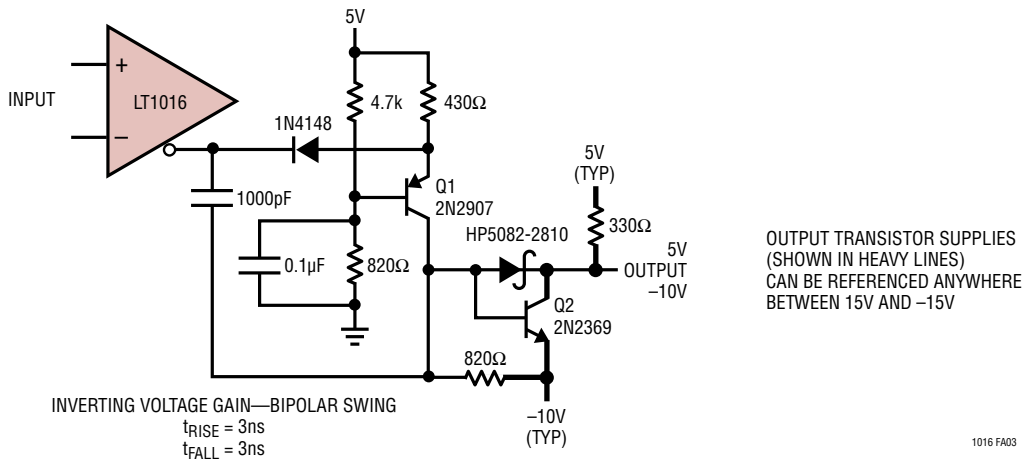 5V
+
INPUT
LT1016
–
4.7k
430Ω
1N4148
1000pF
Q1
2N2907
0.1µF
820Ω
HP5082-2810
5V
(TYP)
330Ω
5V
OUTPUT
–10V
Q2
2N2369
820Ω
–10V
(TYP)
OUTPUT TRANSISTOR SUPPLIES
(SHOWN IN HEAVY LINES)
CAN BE REFERENCED ANYWHERE
BETWEEN 15V AND –15V
INVERTING VOLTAGE GAIN—BIPOLAR SWING
tRISE = 3ns
tFALL = 3ns
1016 FA03